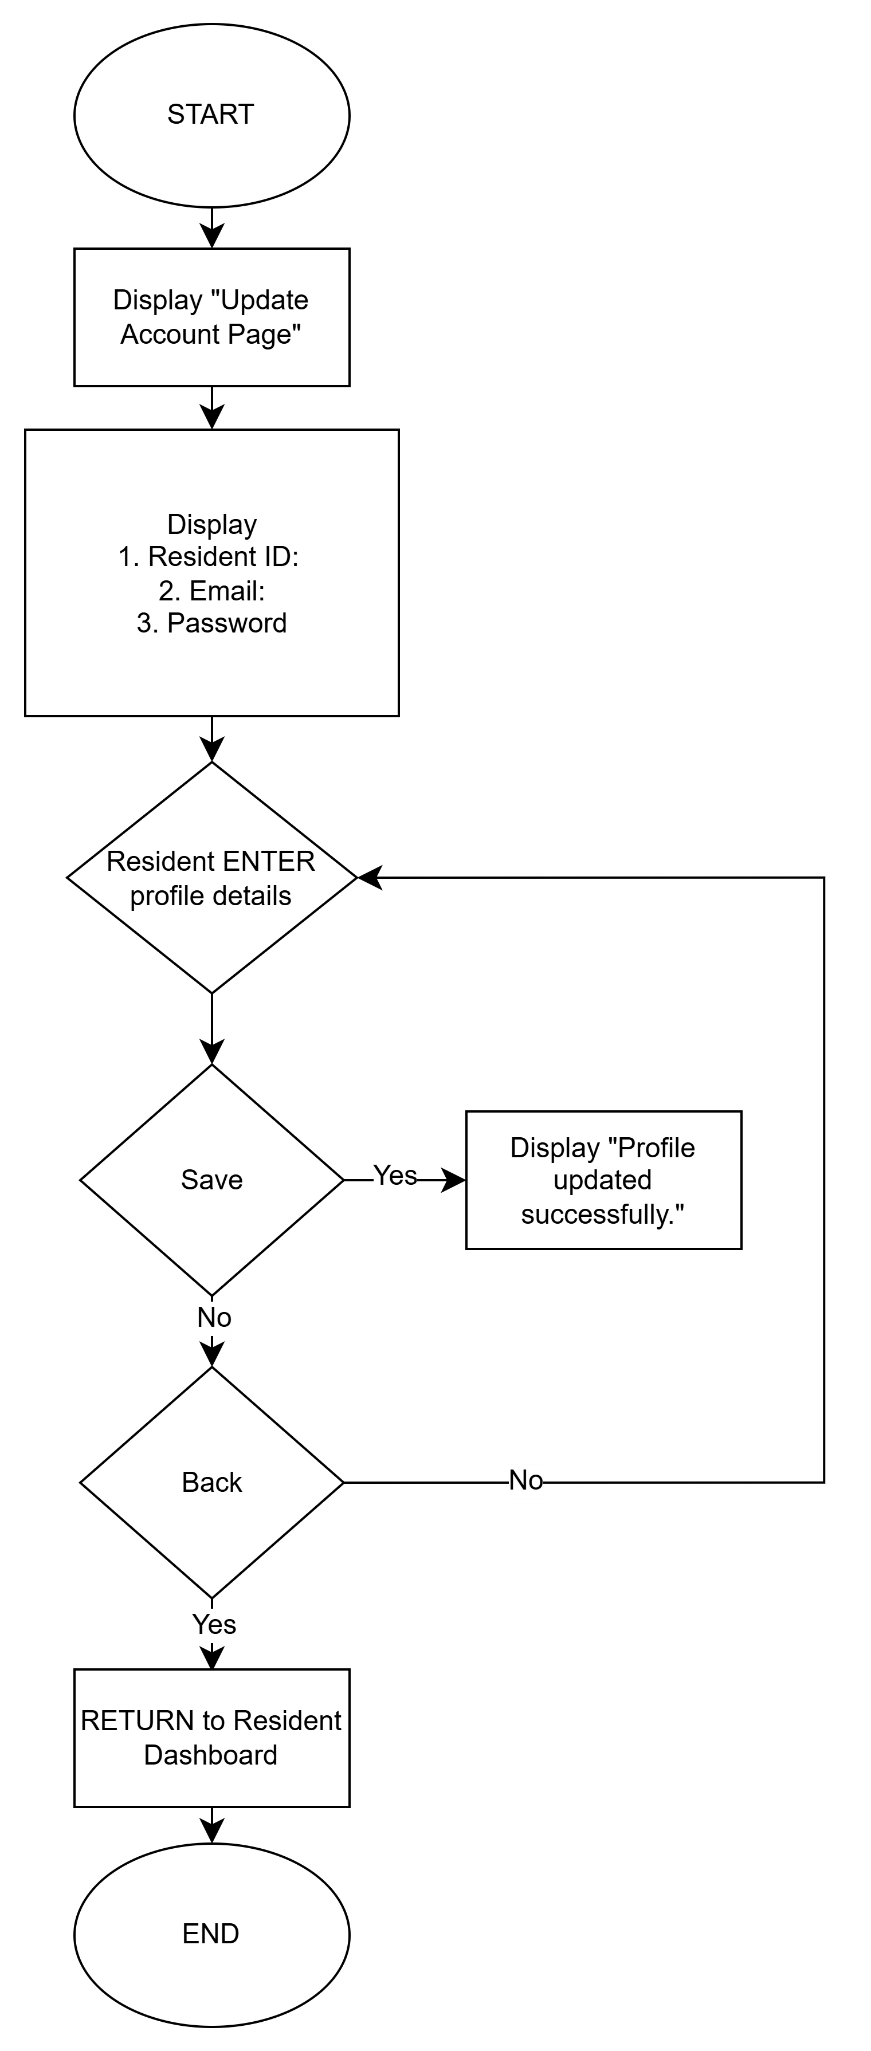 START
Display "Update
Account Page"
Display
1. Resident ID:
2. Email:
3. Password
Resident ENTER
profile details
Save
Yes
Display "Profile
updated
successfully."
No
Back
No
Yes
RETURN to Resident
Dashboard
END